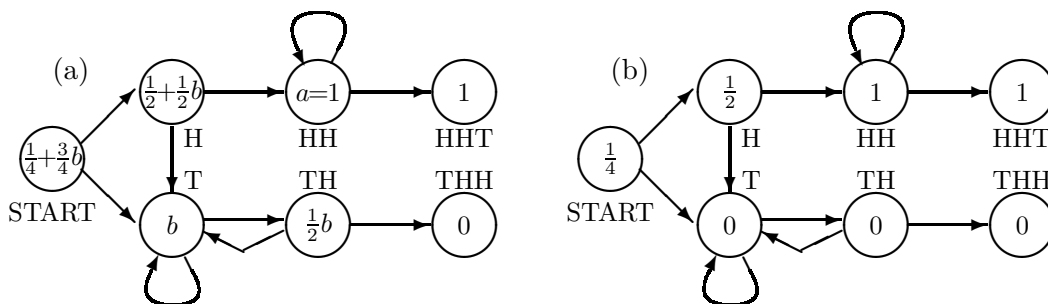 (a)
½+½b
a=1
1
H
HH
HHT
¼+¾b
START
T
TH
THH
b
½b
0
(b)
½
1
1
H
HH
HHT
¼
START
T
TH
THH
0
0
0